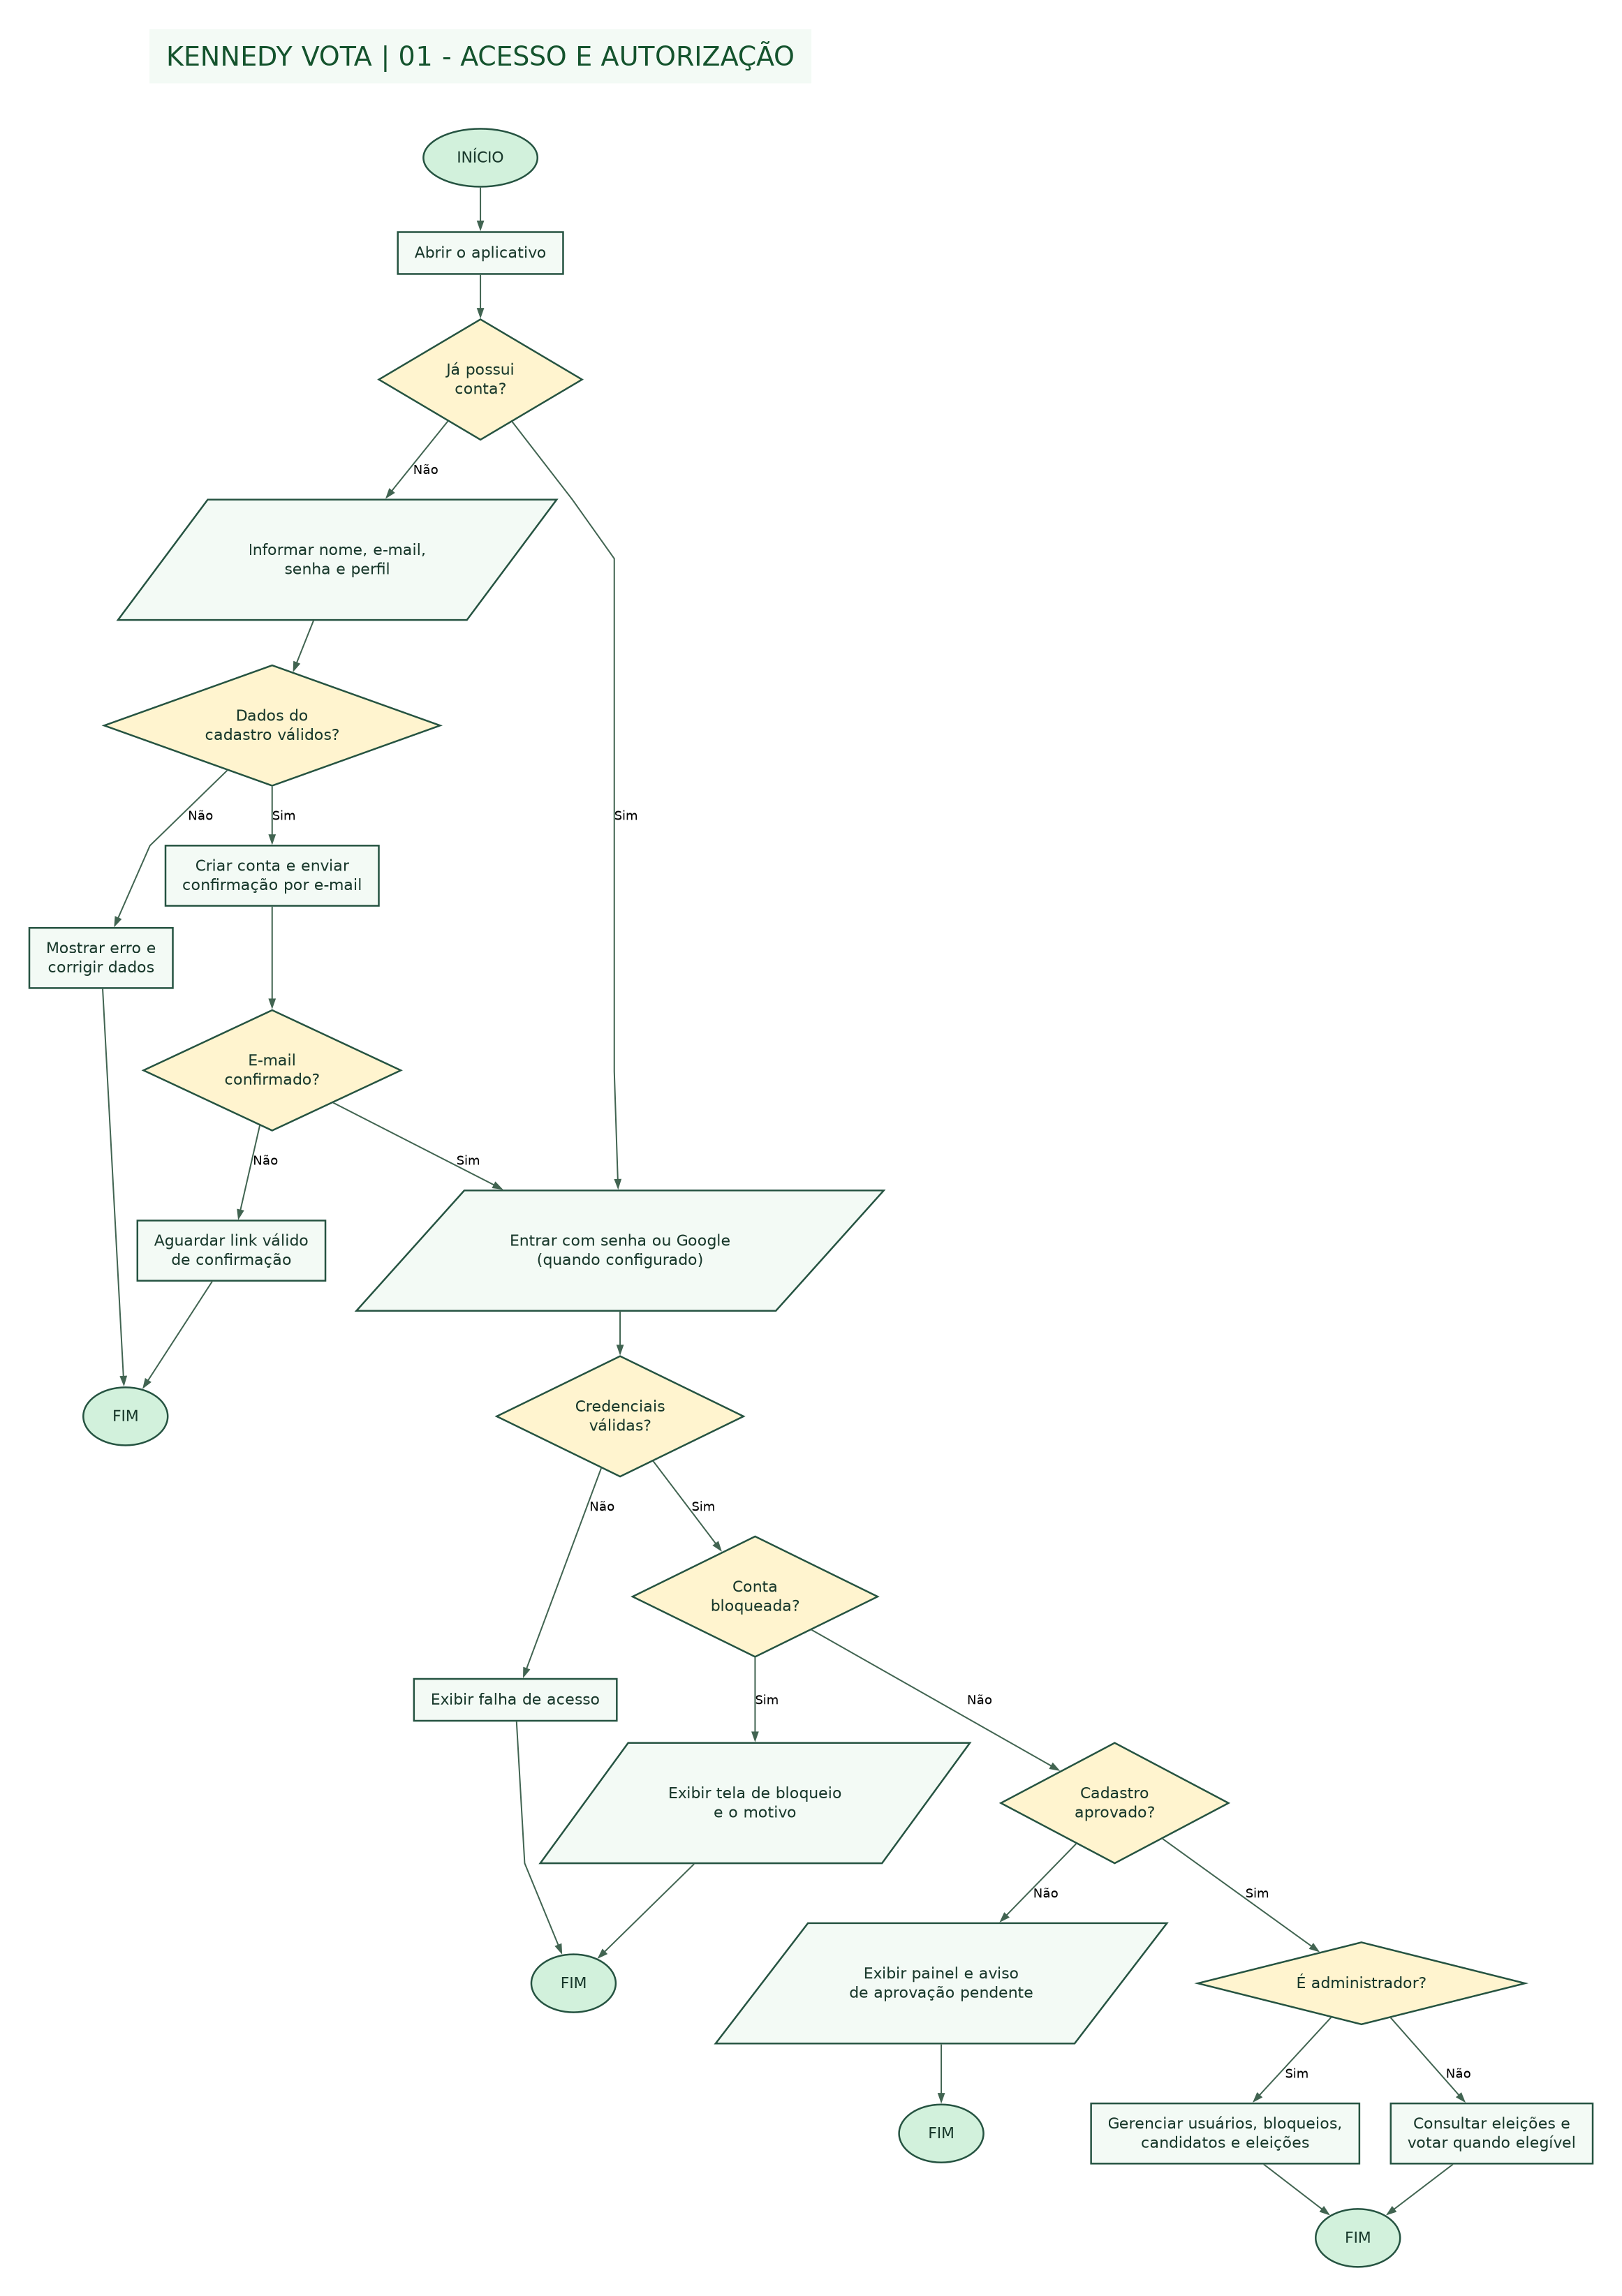 KENNEDY VOTA | 01 - ACESSO E AUTORIZAÇÃO
INÍCIO
Abrir o aplicativo
Já possui
conta?
Não
Informar nome, e-mail,
senha e perfil
Dados do
cadastro válidos?
Não
Sim
Sim
Criar conta e enviar
confirmação por e-mail
Mostrar erro e
corrigir dados
E-mail
confirmado?
Não
Sim
Aguardar link válido
de confirmação
Entrar com senha ou Google
(quando configurado)
FIM
Credenciais
válidas?
Não
Sim
Conta
bloqueada?
Exibir falha de acesso
Sim
Não
Exibir tela de bloqueio
e o motivo
Cadastro
aprovado?
Não
Sim
FIM
Exibir painel e aviso
de aprovação pendente
É administrador?
Sim
Não
FIM
Gerenciar usuários, bloqueios,
candidatos e eleições
Consultar eleições e
votar quando elegível
FIM